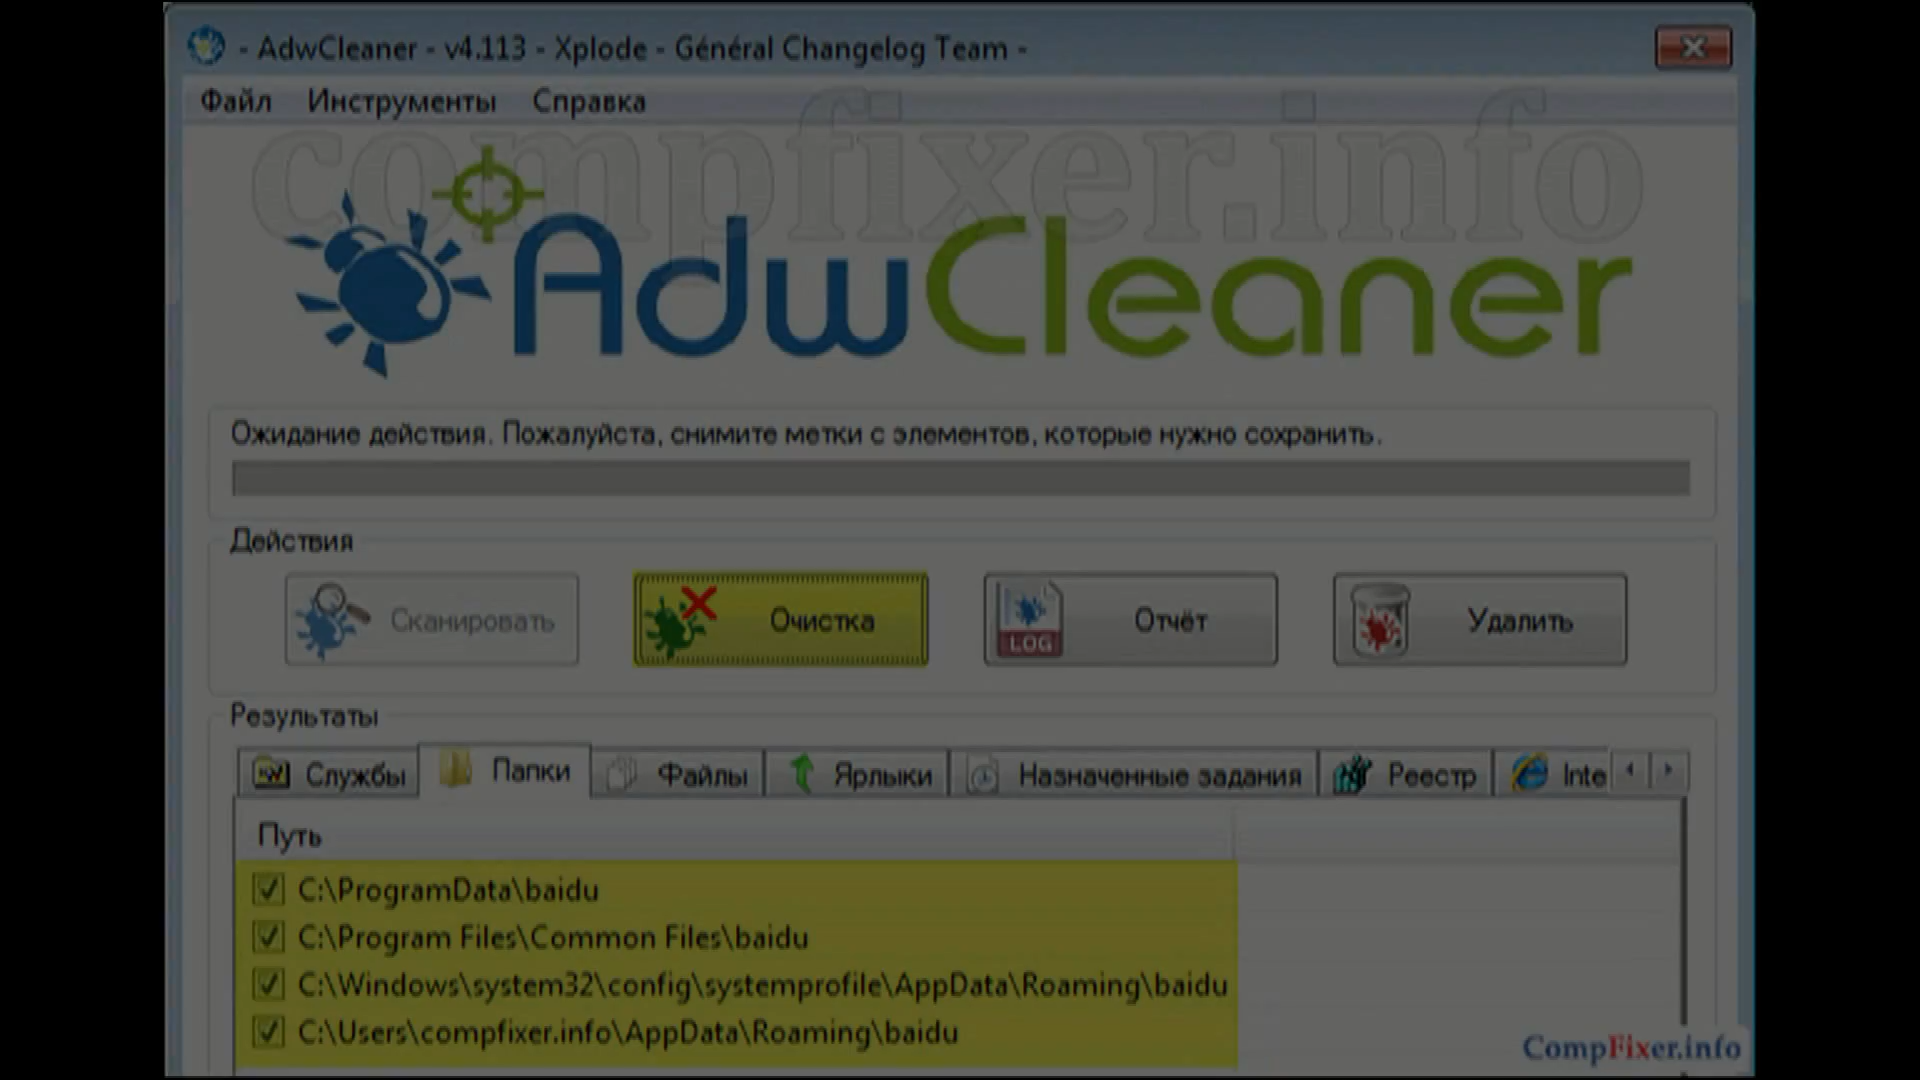 - AdwCleaner - v4.113 - Xplode - Général Changelog Team -
Файл Инструменты Справка
compfixer.info
AdwCleaner
Ожидание действия. Пожалуйста, снимите метки с элементов, которые нужно сохранить.
Действия
Сканировать Очистка LOG Отчёт Удалить
Результаты
Службы Папки Файлы Ярлыки Назначенные задания Реестр Inte
Путь
C:\ProgramData\baidu
C:\Program Files\Common Files\baidu
C:\Windows\system32\config\systemprofile\AppData\Roaming\baidu
C:\Users\compfixer.info\AppData\Roaming\baidu
CompFixer.info